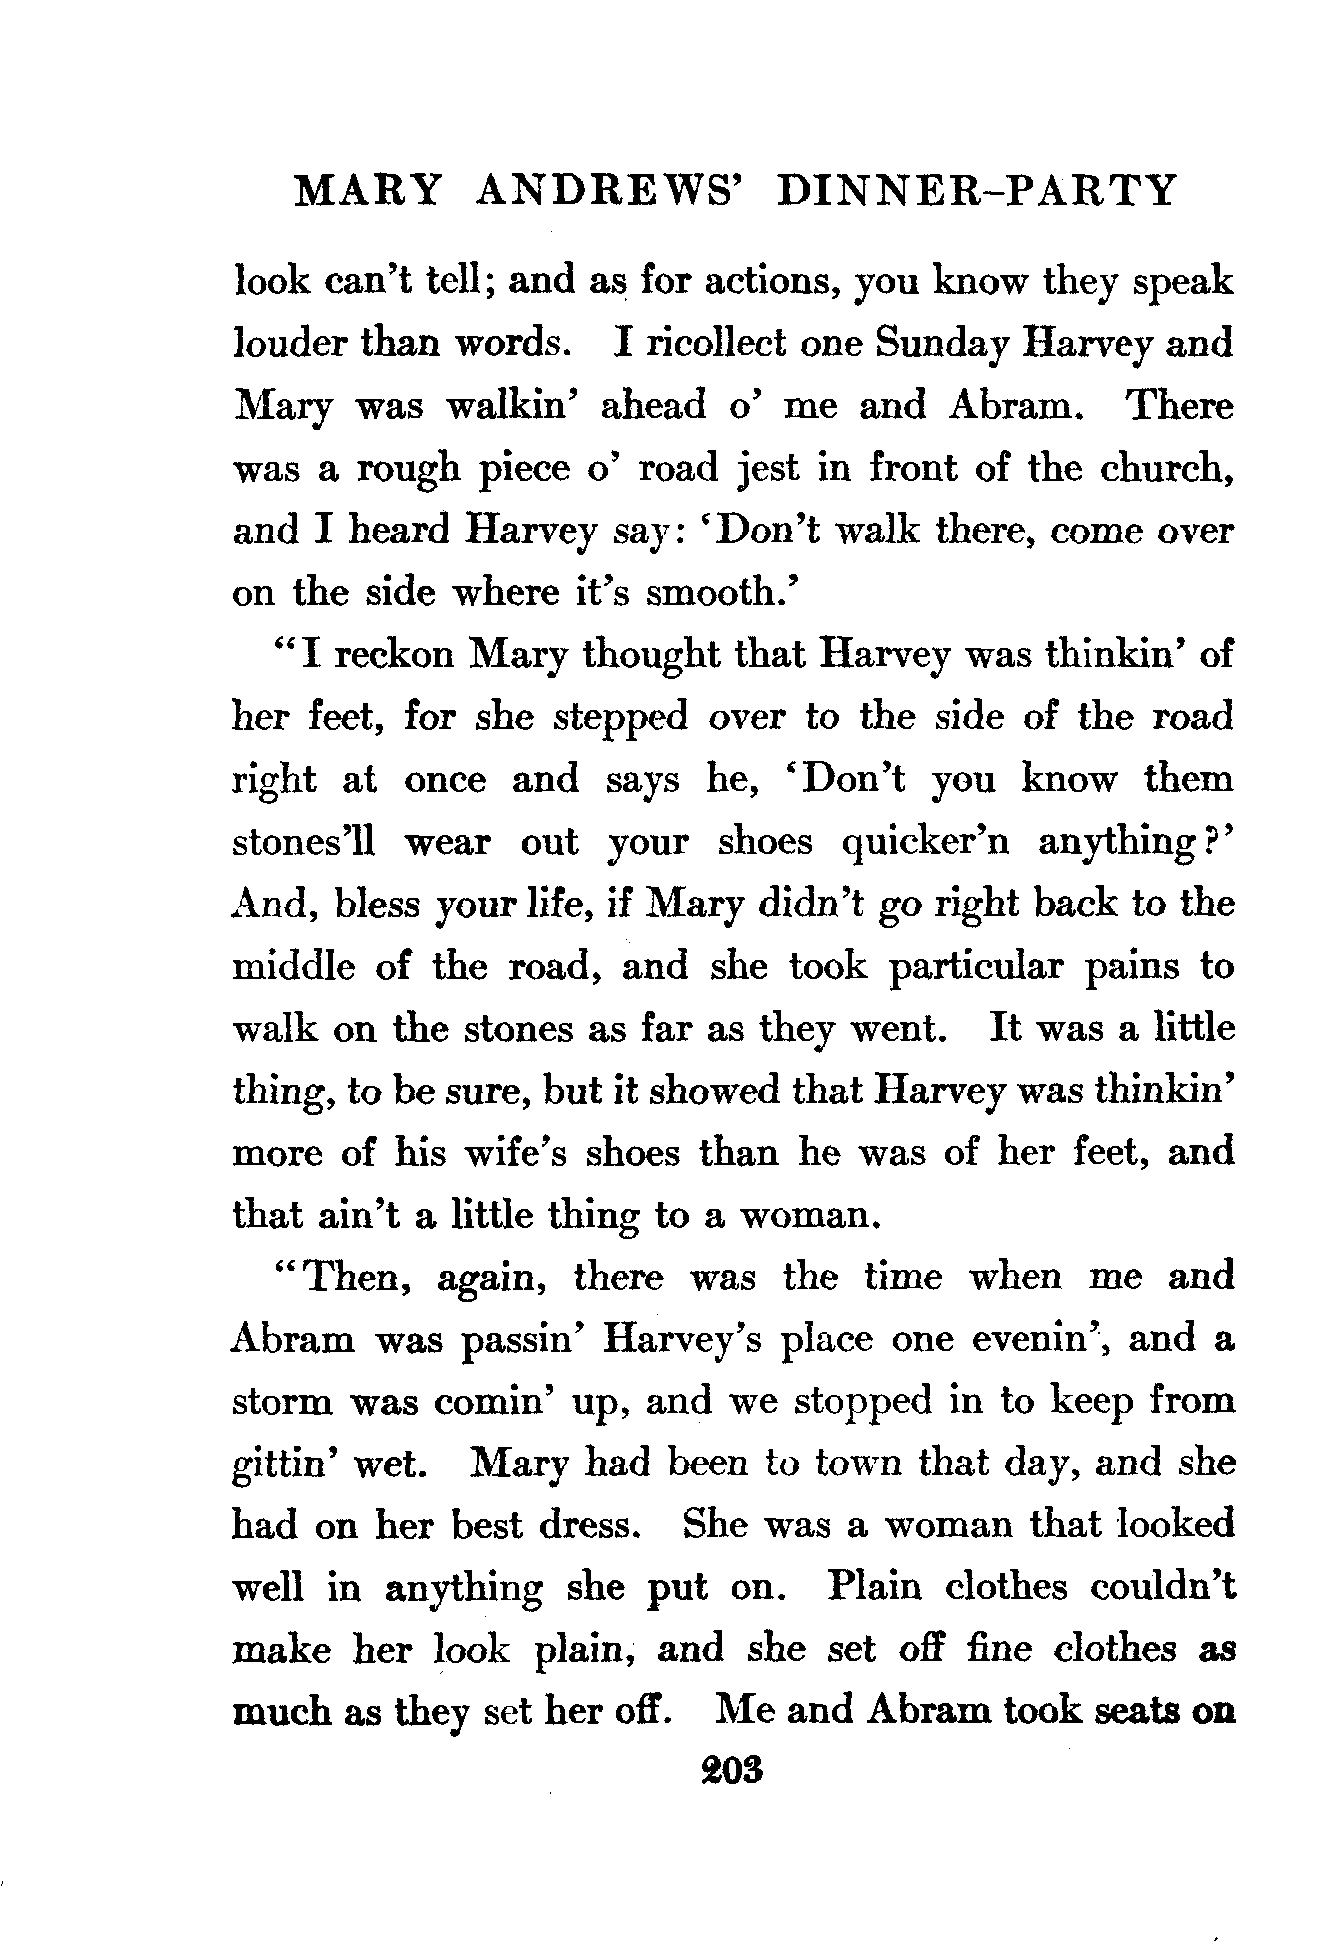 MARY ANDREWS' DINNER-PARTY
look can't tell; and as for actions, you know they speak
louder than words. I ricollect one Sunday Harvey and
Mary was walkin' ahead o' me and Abram. There
was a rough piece o' road jest in front of the church,
and I heard Harvey say: 'Don't walk there, come over
on the side where it's smooth.'
"I reckon Mary thought that Harvey was thinkin' of
her feet, for she stepped over to the side of the road
right at once and says he, 'Don't you know them
stones'll wear out your shoes quicker'n anything?'
And, bless your life, if Mary didn't go right back to the
middle of the road, and she took particular pains to
walk on the stones as far as they went. It was a little
thing, to be sure, but it showed that Harvey was thinkin'
more of his wife's shoes than he was of her feet, and
that ain't a little thing to a woman.
"Then, again, there was the time when me and
Abram was passin' Harvey's place one evenin', and a
storm was comin' up, and we stopped in to keep from
gittin' wet. Mary had been to town that day, and she
had on her best dress. She was a woman that looked
well in anything she put on. Plain clothes couldn't
make her look plain, and she set off fine clothes as
much as they set her off. Me and Abram took seats on
203